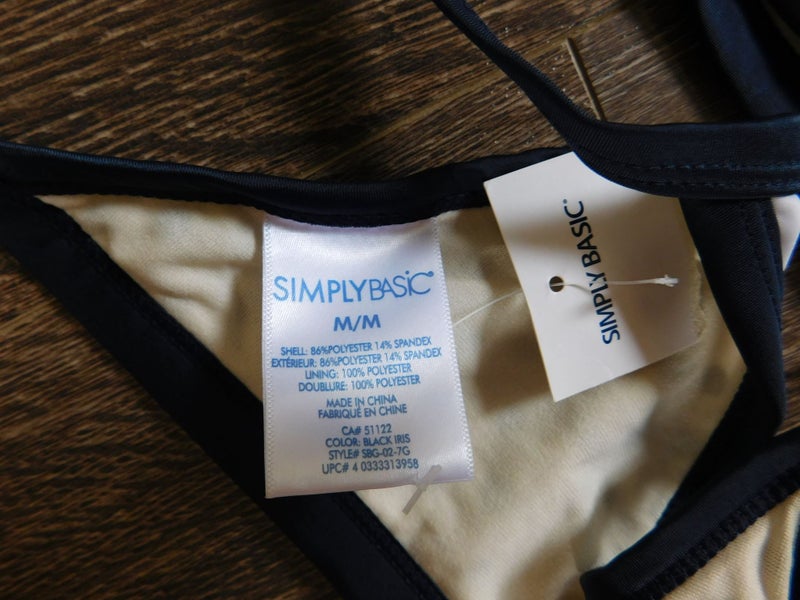 SIMPLYBASIC
M/M
SHELL: 86%POLYESTER 14% SPANDEX
EXTÉRIEUR: 86%POLYESTER 14% SPANDEX
LINING: 100% POLYESTER
DOUBLURE: 100% POLYESTER
MADE IN CHINA
FABRIQUÉ EN CHINE
CA# 51122
COLOR: BLACK IRIS
STYLE# SBG-02-7G
UPC# 4 0333313958
SIMPLY BASIC